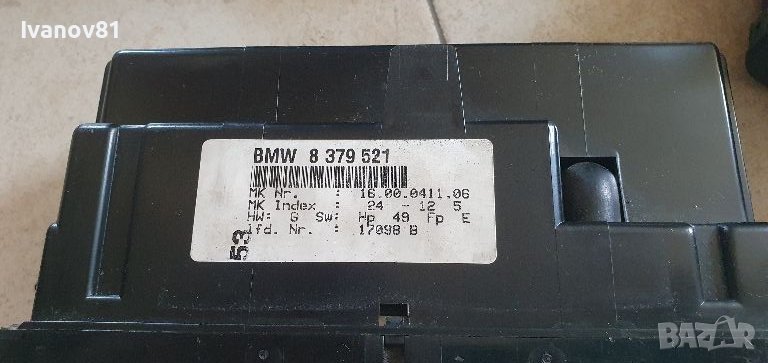 Ivanov81
BMW 8 379 521
MK Nr. : 16.00.0411.06
MK Index : 24 - 12 5
HW: G SW: Hp 49 Fp E
lfd. Nr. : 17098 B
53
BAZAR